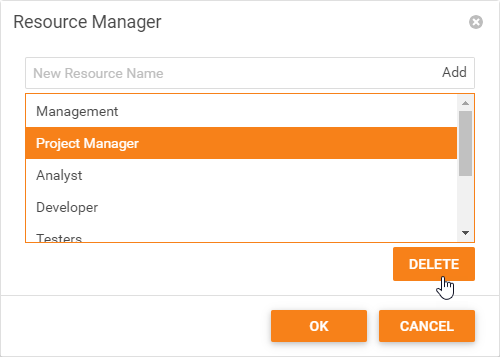 Resource Manager
New Resource Name Add
Management
Project Manager
Analyst
Developer
Testers
DELETE
OK CANCEL